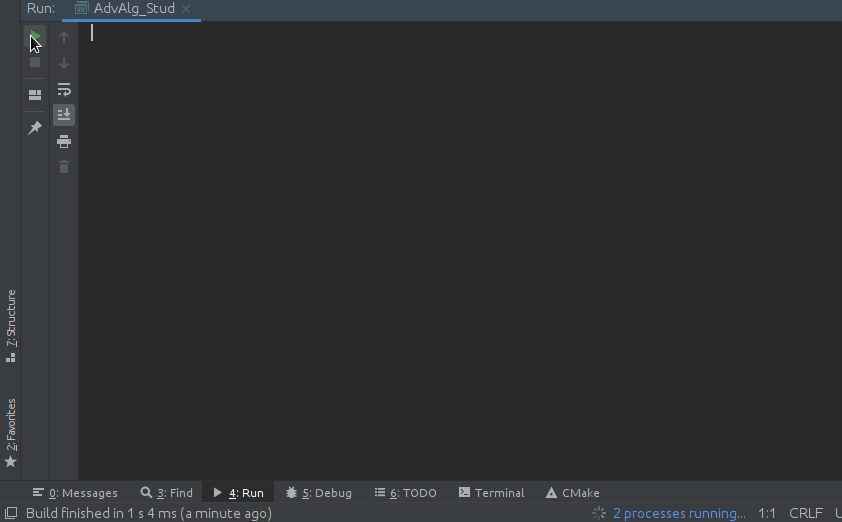 Run: AdvAlg_Stud
7: Structure
2: Favorites
0: Messages 3: Find 4: Run 5: Debug 6: TODO Terminal CMake
Build finished in 1 s 4 ms (a minute ago) 2 processes running... 1:1 CRLF